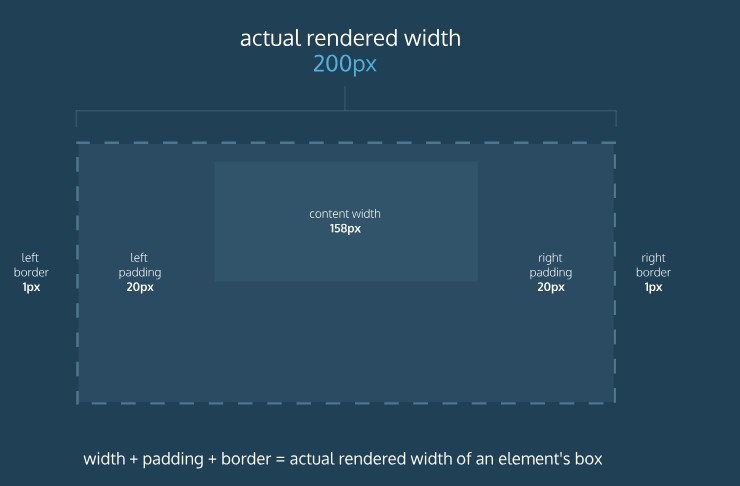 actual rendered width
200px
content width
158px
left
border
1px
left
padding
20px
right
padding
20px
right
border
1px
width + padding + border = actual rendered width of an element's box